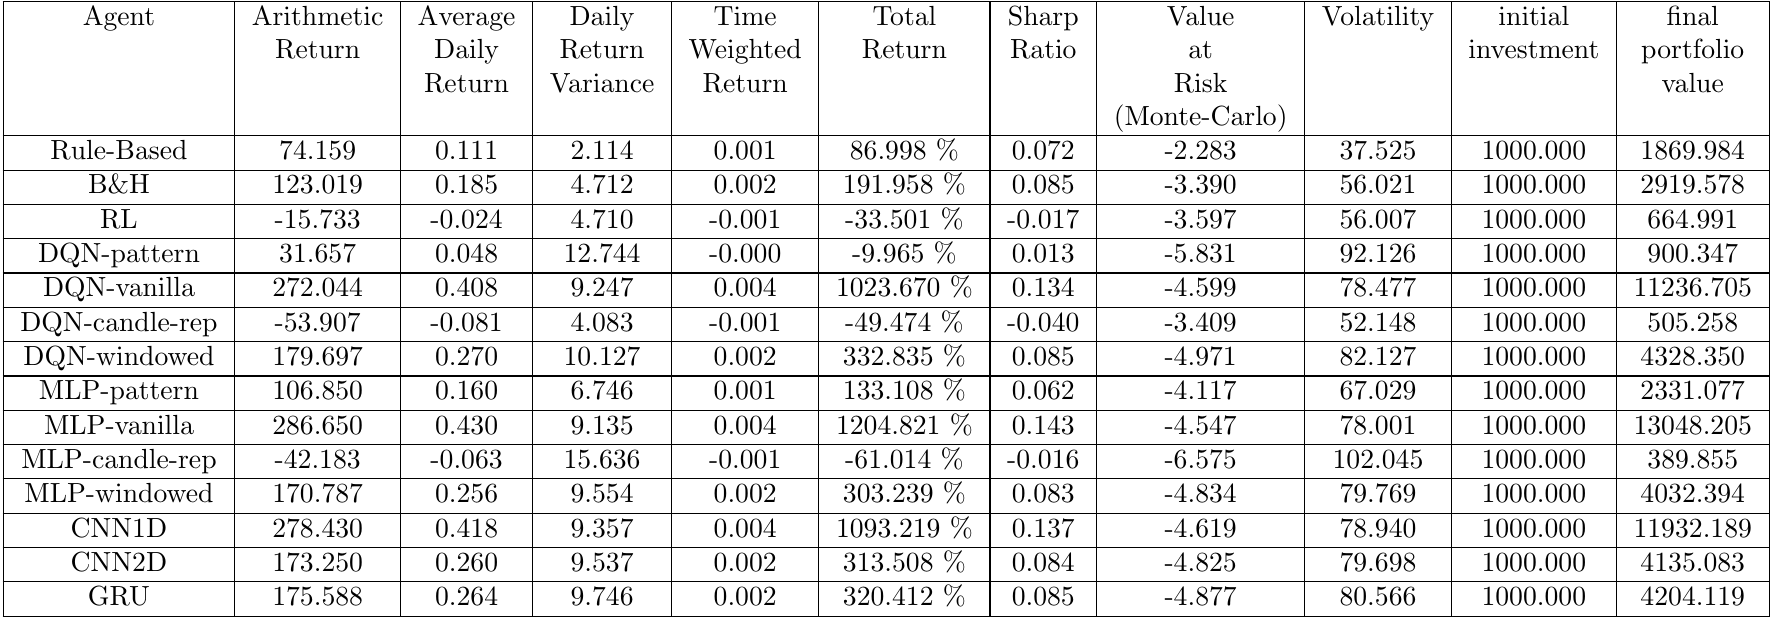 Agent Arithmetic Average Daily Time Total Sharp Value Volatility initial final
Return Daily Return Weighted Return Ratio at investment portfolio
Return Variance Return Risk value
(Monte-Carlo)
Rule-Based 74.159 0.111 2.114 0.001 86.998 % 0.072 -2.283 37.525 1000.000 1869.984
B&H 123.019 0.185 4.712 0.002 191.958 % 0.085 -3.390 56.021 1000.000 2919.578
RL -15.733 -0.024 4.710 -0.001 -33.501 % -0.017 -3.597 56.007 1000.000 664.991
DQN-pattern 31.657 0.048 12.744 -0.000 -9.965 % 0.013 -5.831 92.126 1000.000 900.347
DQN-vanilla 272.044 0.408 9.247 0.004 1023.670 % 0.134 -4.599 78.477 1000.000 11236.705
DQN-candle-rep -53.907 -0.081 4.083 -0.001 -49.474 % -0.040 -3.409 52.148 1000.000 505.258
DQN-windowed 179.697 0.270 10.127 0.002 332.835 % 0.085 -4.971 82.127 1000.000 4328.350
MLP-pattern 106.850 0.160 6.746 0.001 133.108 % 0.062 -4.117 67.029 1000.000 2331.077
MLP-vanilla 286.650 0.430 9.135 0.004 1204.821 % 0.143 -4.547 78.001 1000.000 13048.205
MLP-candle-rep -42.183 -0.063 15.636 -0.001 -61.014 % -0.016 -6.575 102.045 1000.000 389.855
MLP-windowed 170.787 0.256 9.554 0.002 303.239 % 0.083 -4.834 79.769 1000.000 4032.394
CNN1D 278.430 0.418 9.357 0.004 1093.219 % 0.137 -4.619 78.940 1000.000 11932.189
CNN2D 173.250 0.260 9.537 0.002 313.508 % 0.084 -4.825 79.698 1000.000 4135.083
GRU 175.588 0.264 9.746 0.002 320.412 % 0.085 -4.877 80.566 1000.000 4204.119